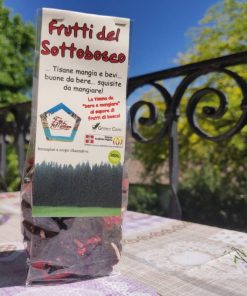 Frutti del
Sottobosco
... Tisane mangia e bevi...
buone da bere... squisite
da mangiare!
La tisana da
"bere e mangiare"
al sapore di
frutti di bosco!